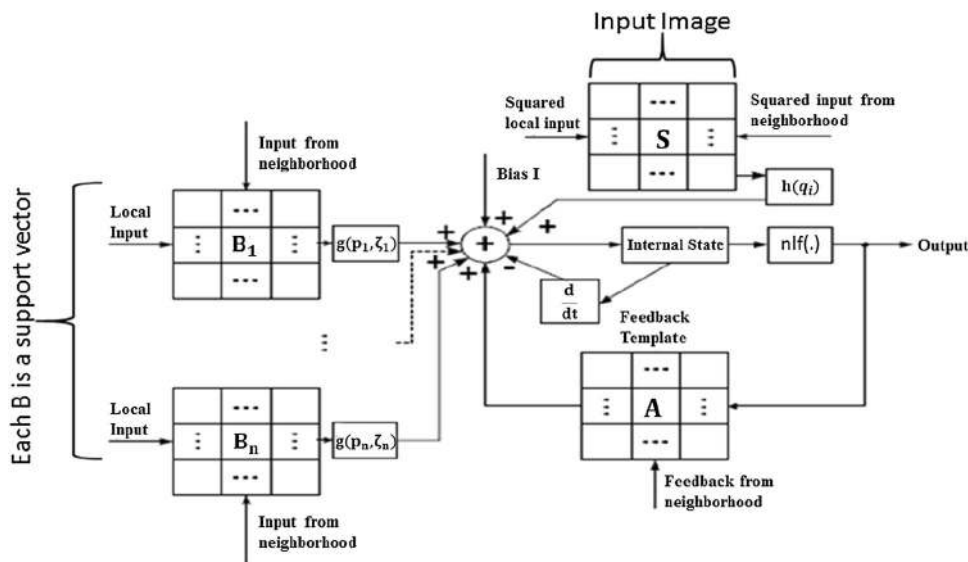 Input Image
Squared
local input
S
Squared input from
neighborhood
Input from
neighborhood
Bias I
h(qᵢ)
Each B is a support vector
Local
Input
B₁
g(p₁,ζ₁)
+
+
+
+
+
+
-
Internal State
nlf(.)
Output
d
dt
Feedback
Template
A
Local
Input
Bₙ
g(pₙ,ζₙ)
Feedback from
neighborhood
Input from
neighborhood